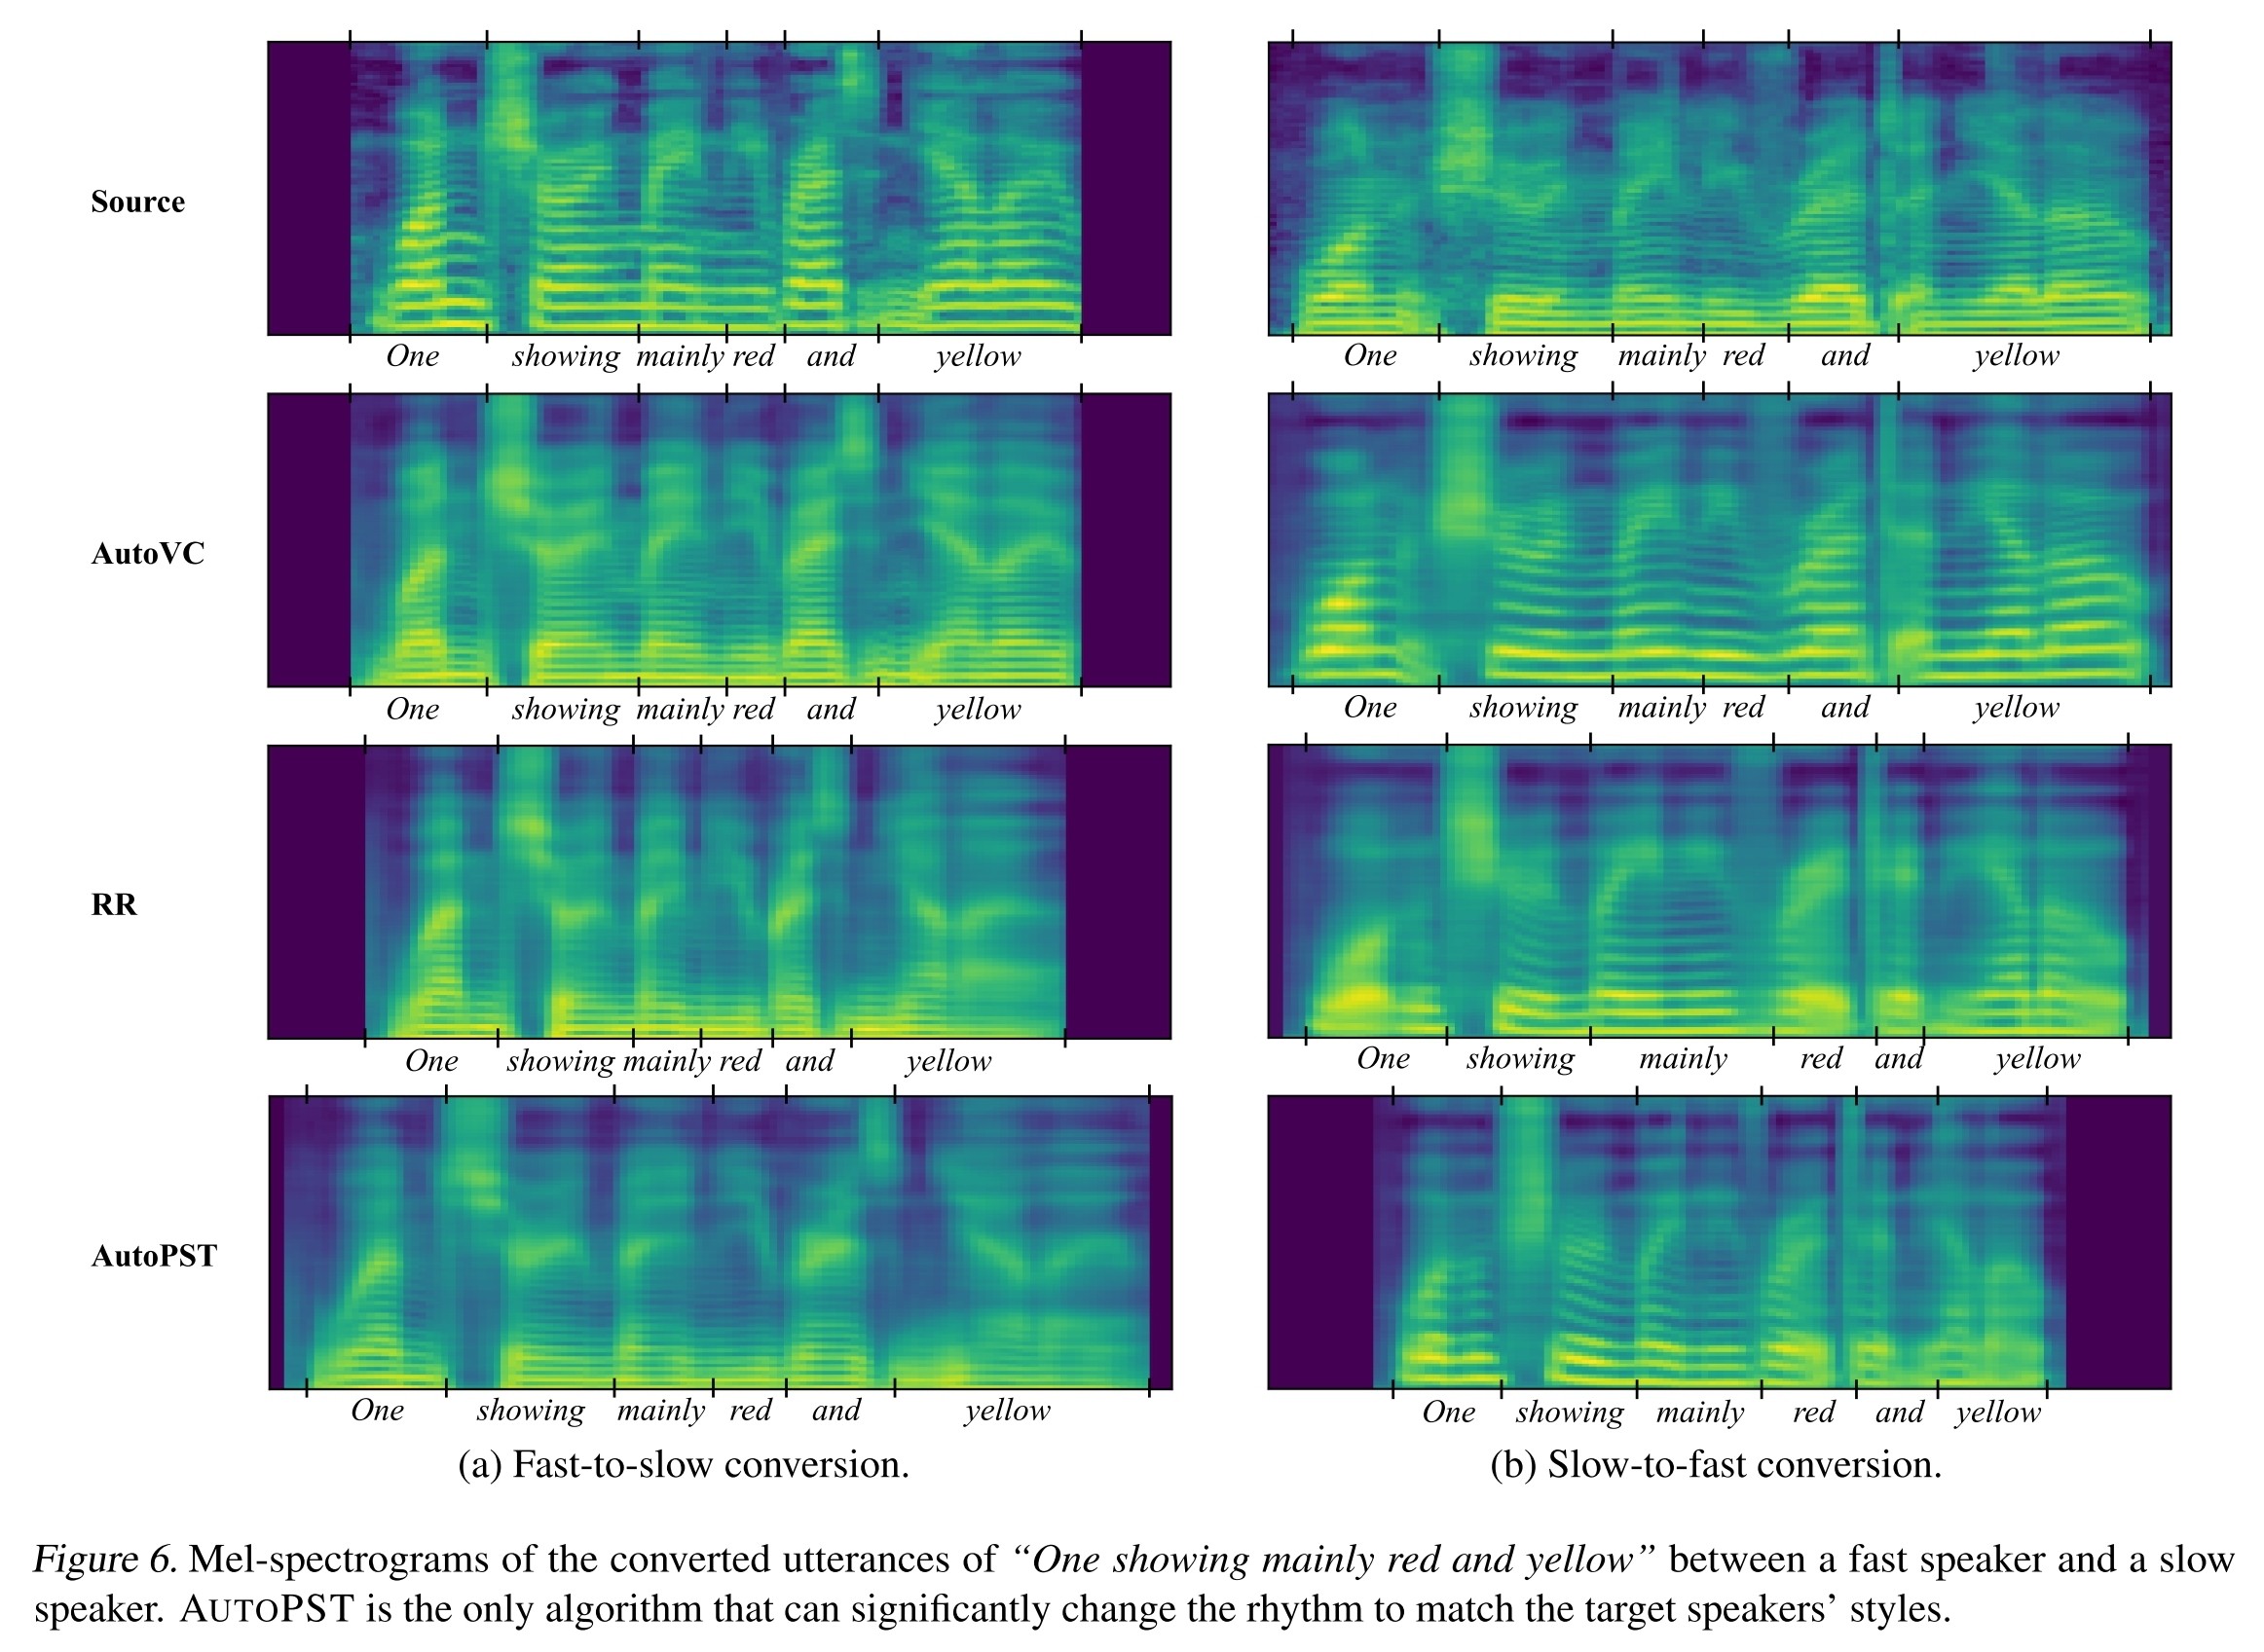 Source
One showing mainly red and yellow
One showing mainly red and yellow
AutoVC
One showing mainly red and yellow
One showing mainly red and yellow
RR
One showing mainly red and yellow
One showing mainly red and yellow
AutoPST
One showing mainly red and yellow
One showing mainly red and yellow
(a) Fast-to-slow conversion.
(b) Slow-to-fast conversion.
Figure 6. Mel-spectrograms of the converted utterances of “One showing mainly red and yellow” between a fast speaker and a slow
speaker. AUTOPST is the only algorithm that can significantly change the rhythm to match the target speakers’ styles.